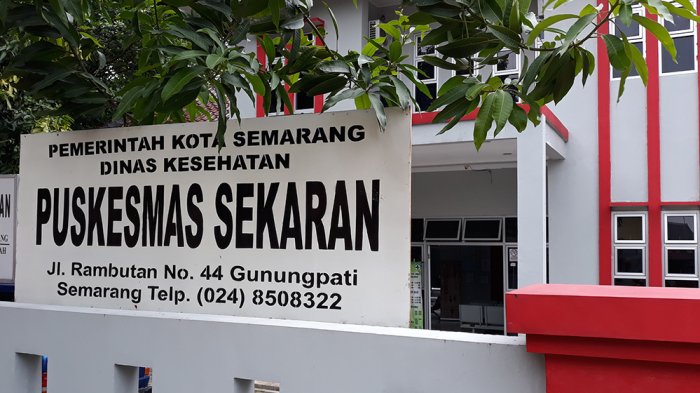 PEMERINTAH KOTA SEMARANG
DINAS KESEHATAN
PUSKESMAS SEKARAN
Jl. Rambutan No. 44 Gunungpati
Semarang Telp. (024) 8508322